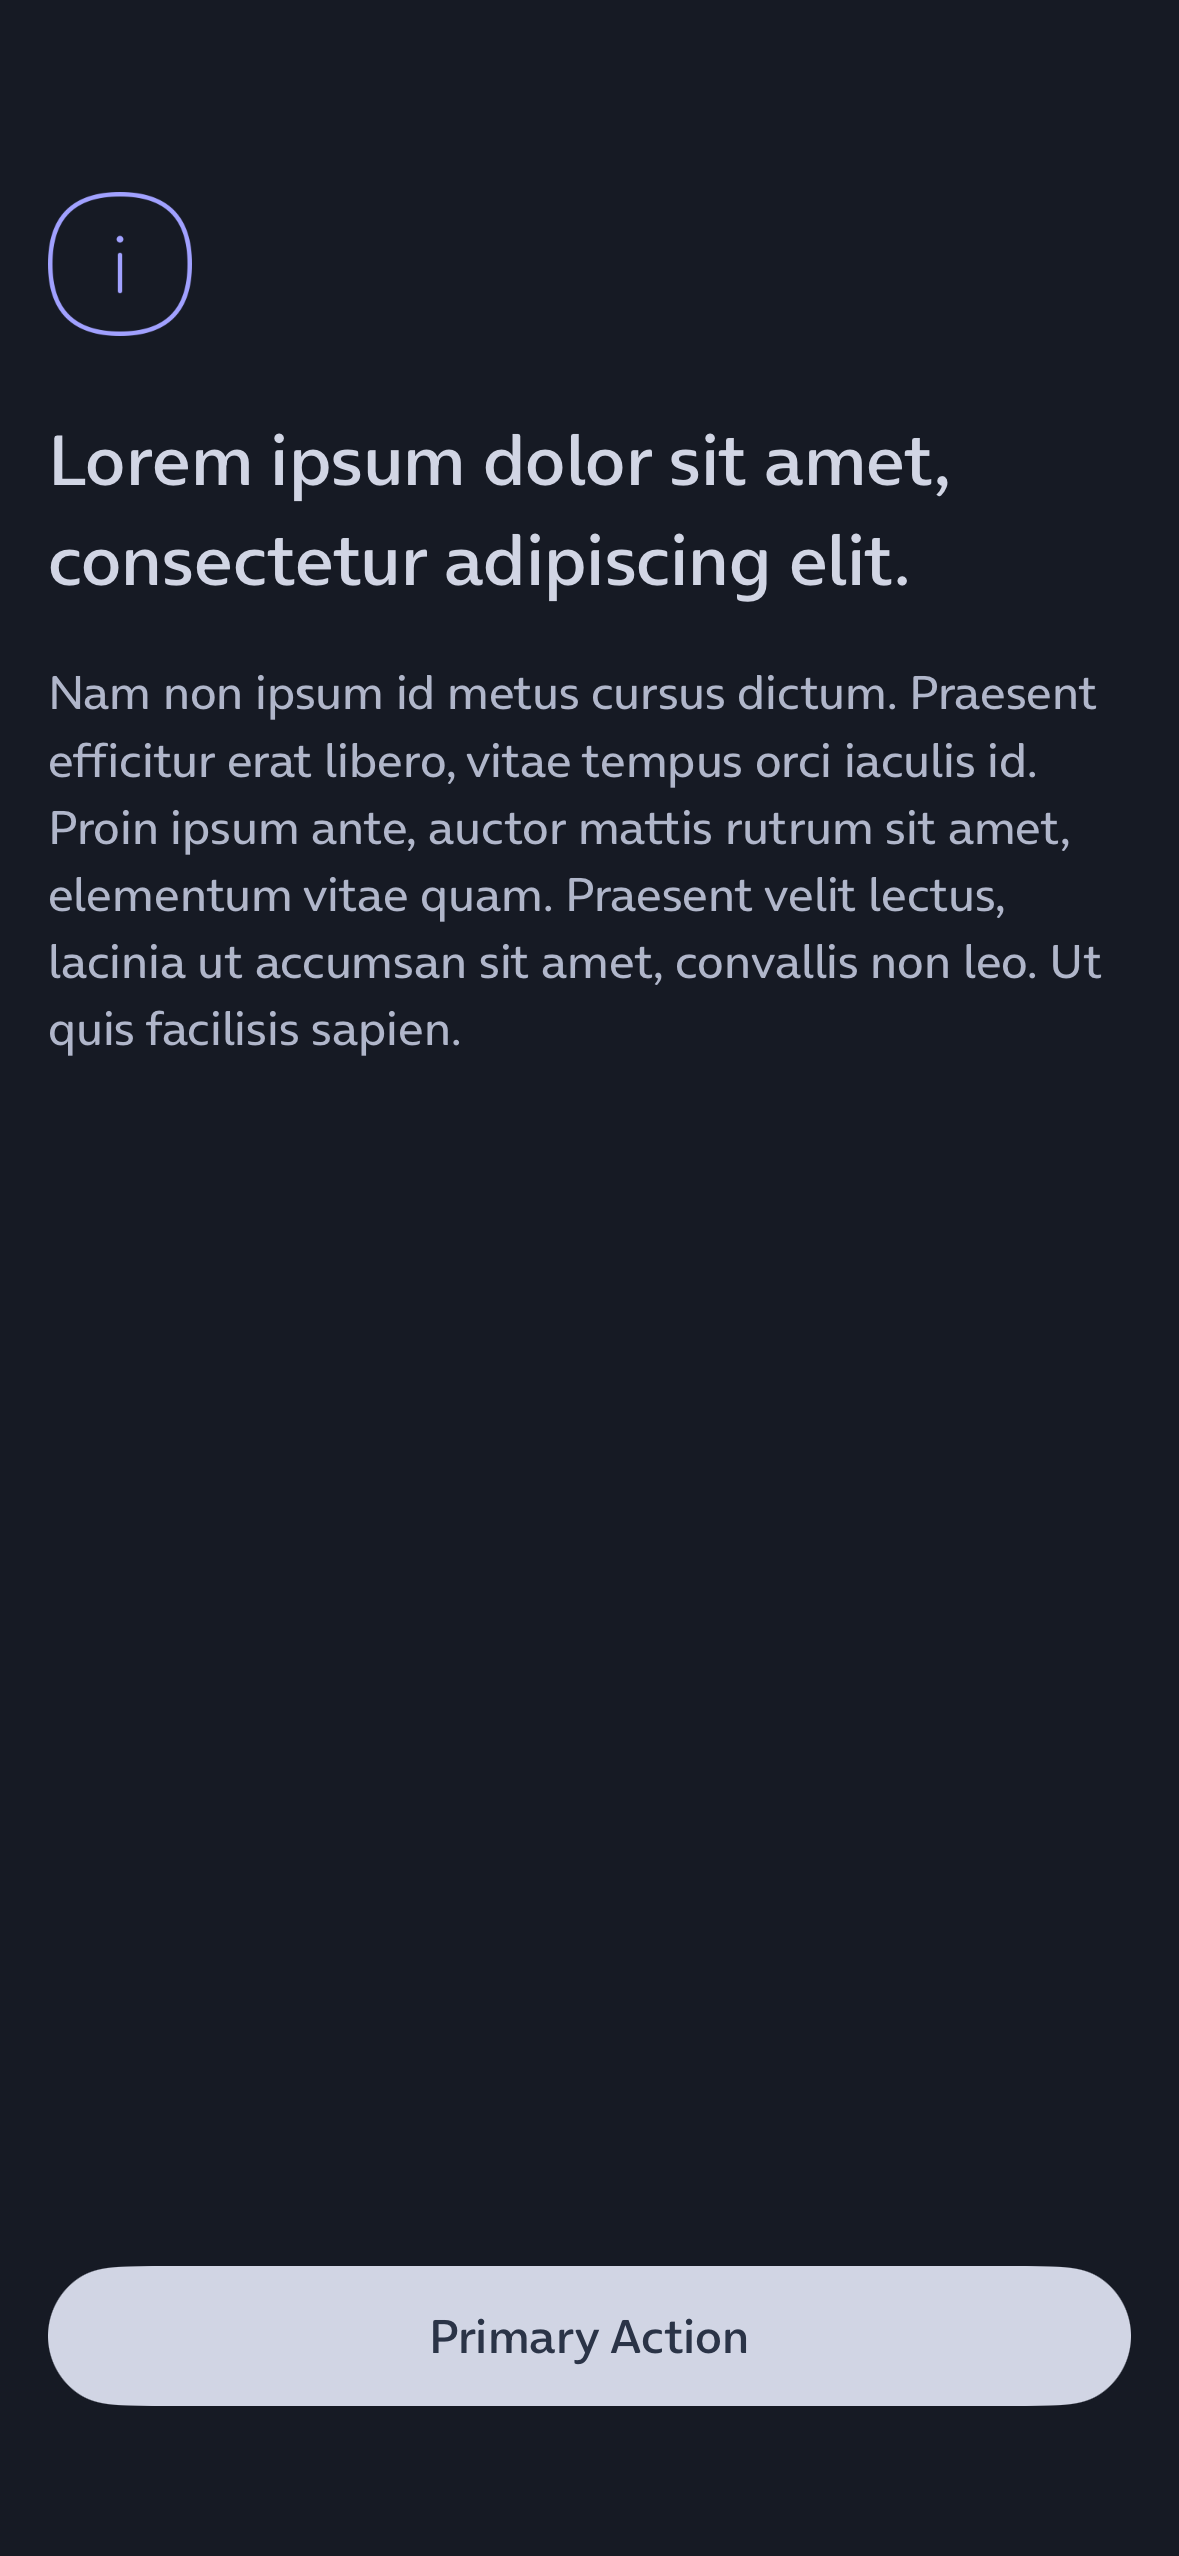 i
Lorem ipsum dolor sit amet,
consectetur adipiscing elit.
Nam non ipsum id metus cursus dictum. Praesent
efficitur erat libero, vitae tempus orci iaculis id.
Proin ipsum ante, auctor mattis rutrum sit amet,
elementum vitae quam. Praesent velit lectus,
lacinia ut accumsan sit amet, convallis non leo. Ut
quis facilisis sapien.
Primary Action